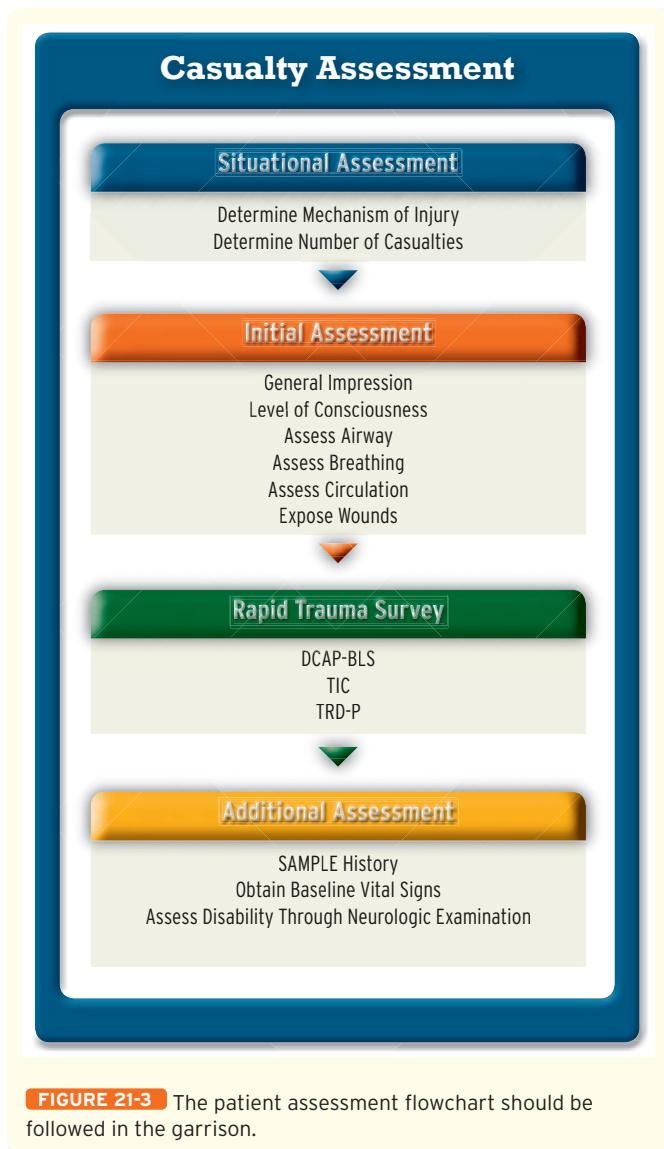 Casualty Assessment
Situational Assessment
Determine Mechanism of Injury
Determine Number of Casualties
Initial Assessment
General Impression
Level of Consciousness
Assess Airway
Assess Breathing
Assess Circulation
Expose Wounds
Rapid Trauma Survey
DCAP-BLS
TIC
TRD-P
Additional Assessment
SAMPLE History
Obtain Baseline Vital Signs
Assess Disability Through Neurologic Examination
FIGURE 21-3 The patient assessment flowchart should be
followed in the garrison.